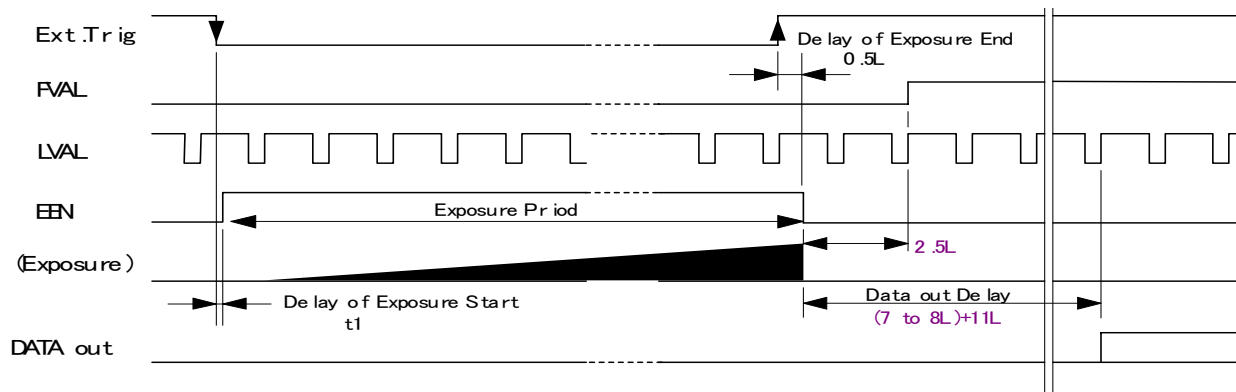 Ext.Trig
Delay of Exposure End
0.5L
FVAL
LVAL
EEN
Exposure Priod
(Exposure)
2.5L
Delay of Exposure Start
t1
Data out Delay
(7 to 8L)+11L
DATA out